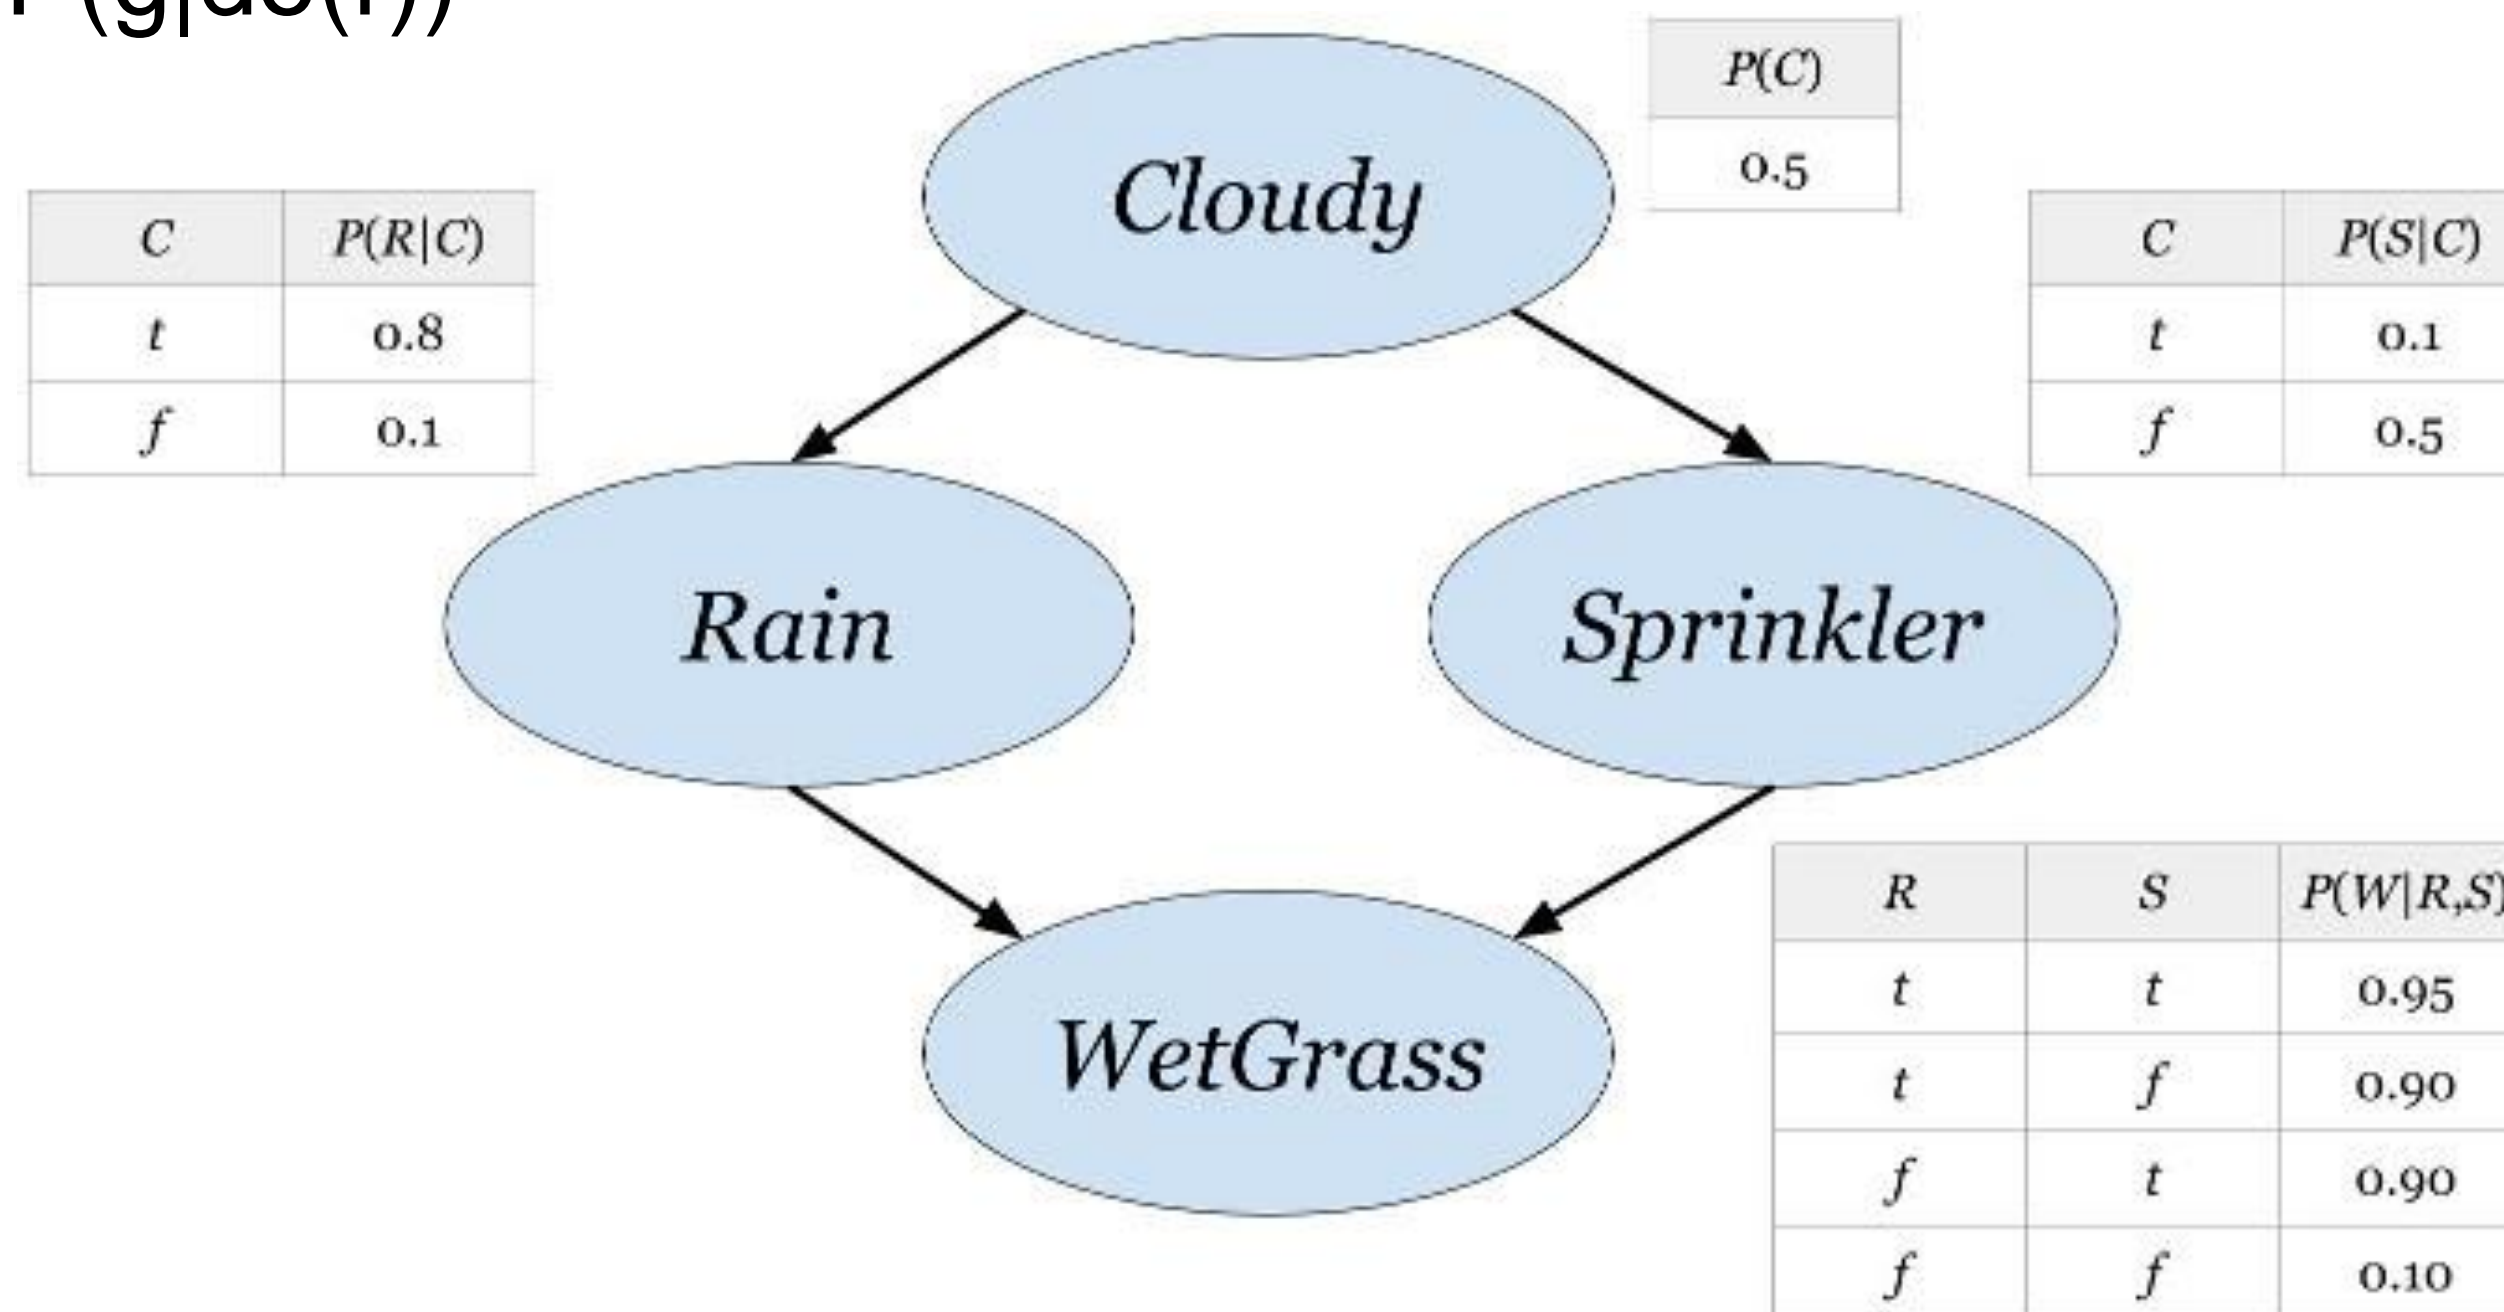 P(g|do(r))
P(C)
0.5
Cloudy
C P(R|C)
t 0.8
f 0.1
C P(S|C)
t 0.1
f 0.5
Rain
Sprinkler
WetGrass
R S P(W|R,S)
t t 0.95
t f 0.90
f t 0.90
f f 0.10